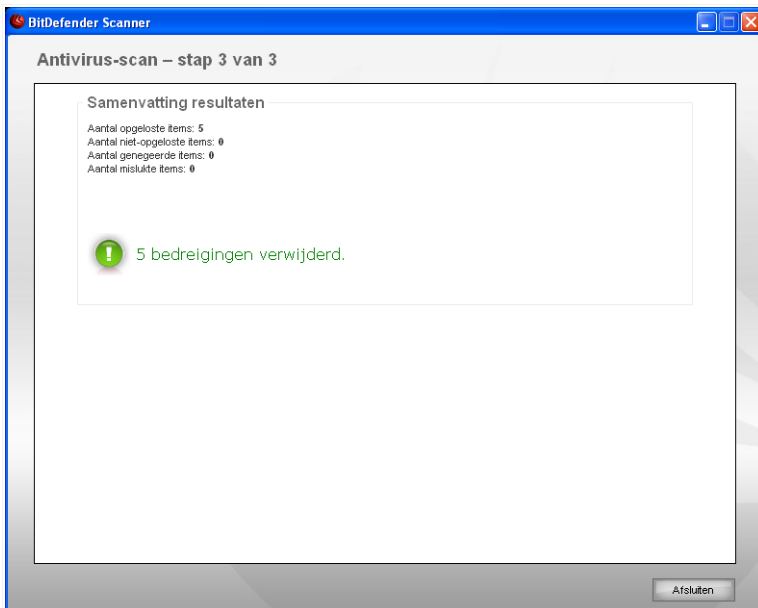 BitDefender Scanner
Antivirus-scan – stap 3 van 3
Samenvatting resultaten
Aantal opgeloste items: 5
Aantal niet-opgeloste items: 0
Aantal genegeerde items: 0
Aantal mislukte items: 0
5 bedreigingen verwijderd.
Afsluiten